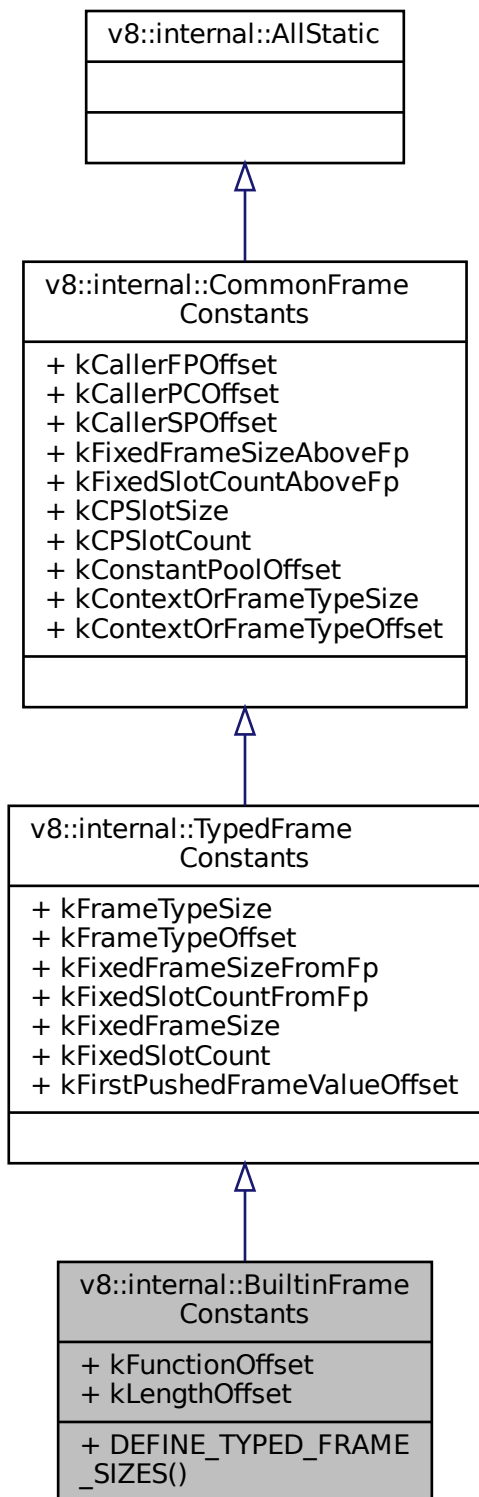 v8::internal::AllStatic
v8::internal::CommonFrame
Constants
+ kCallerFPOffset
+ kCallerPCOffset
+ kCallerSPOffset
+ kFixedFrameSizeAboveFp
+ kFixedSlotCountAboveFp
+ kCPSlotSize
+ kCPSlotCount
+ kConstantPoolOffset
+ kContextOrFrameTypeSize
+ kContextOrFrameTypeOffset
v8::internal::TypedFrame
Constants
+ kFrameTypeSize
+ kFrameTypeOffset
+ kFixedFrameSizeFromFp
+ kFixedSlotCountFromFp
+ kFixedFrameSize
+ kFixedSlotCount
+ kFirstPushedFrameValueOffset
v8::internal::BuiltinFrame
Constants
+ kFunctionOffset
+ kLengthOffset
+ DEFINE_TYPED_FRAME
_SIZES()